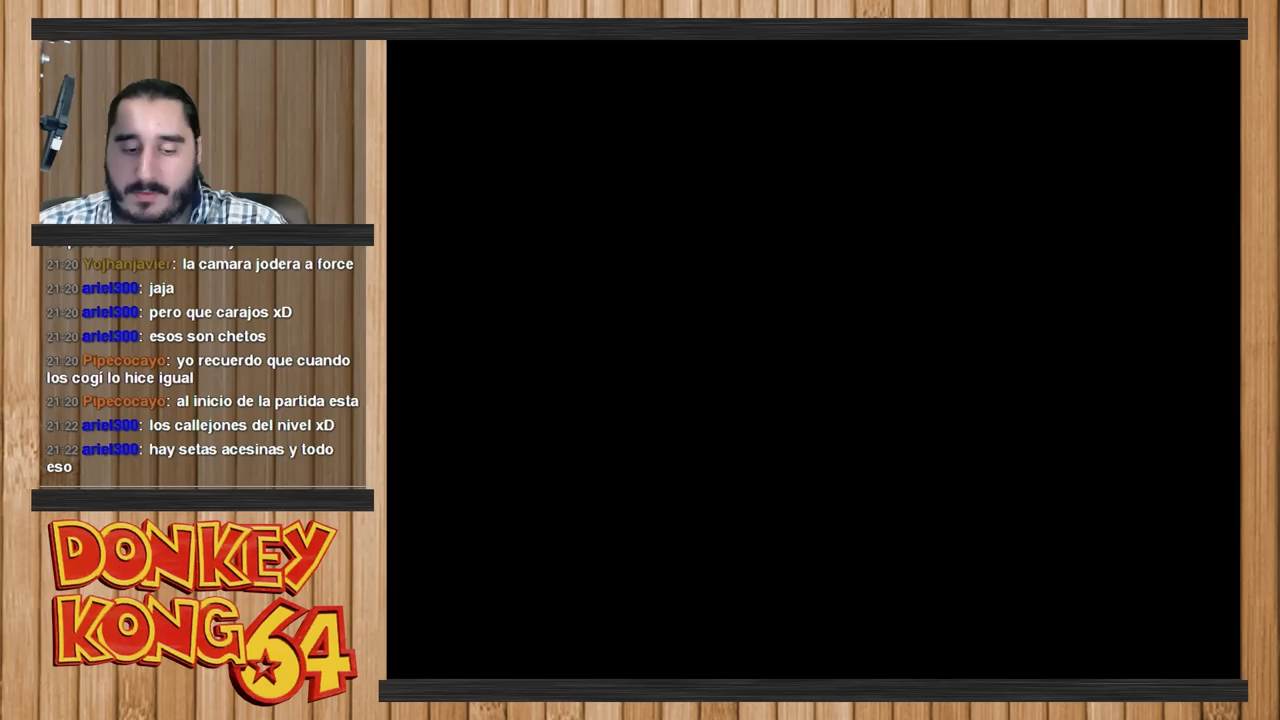 21:20 Yojhanjavier: la camara jodera a force
21:20 ariel300: jaja
21:20 ariel300: pero que carajos xD
21:20 ariel300: esos son chetos
21:20 Pipecocayo: yo recuerdo que cuando
los cogí lo hice igual
21:20 Pipecocayo: al inicio de la partida esta
21:22 ariel300: los callejones del nivel xD
21:22 ariel300: hay setas acesinas y todo
eso
DONKEY
KONG 64